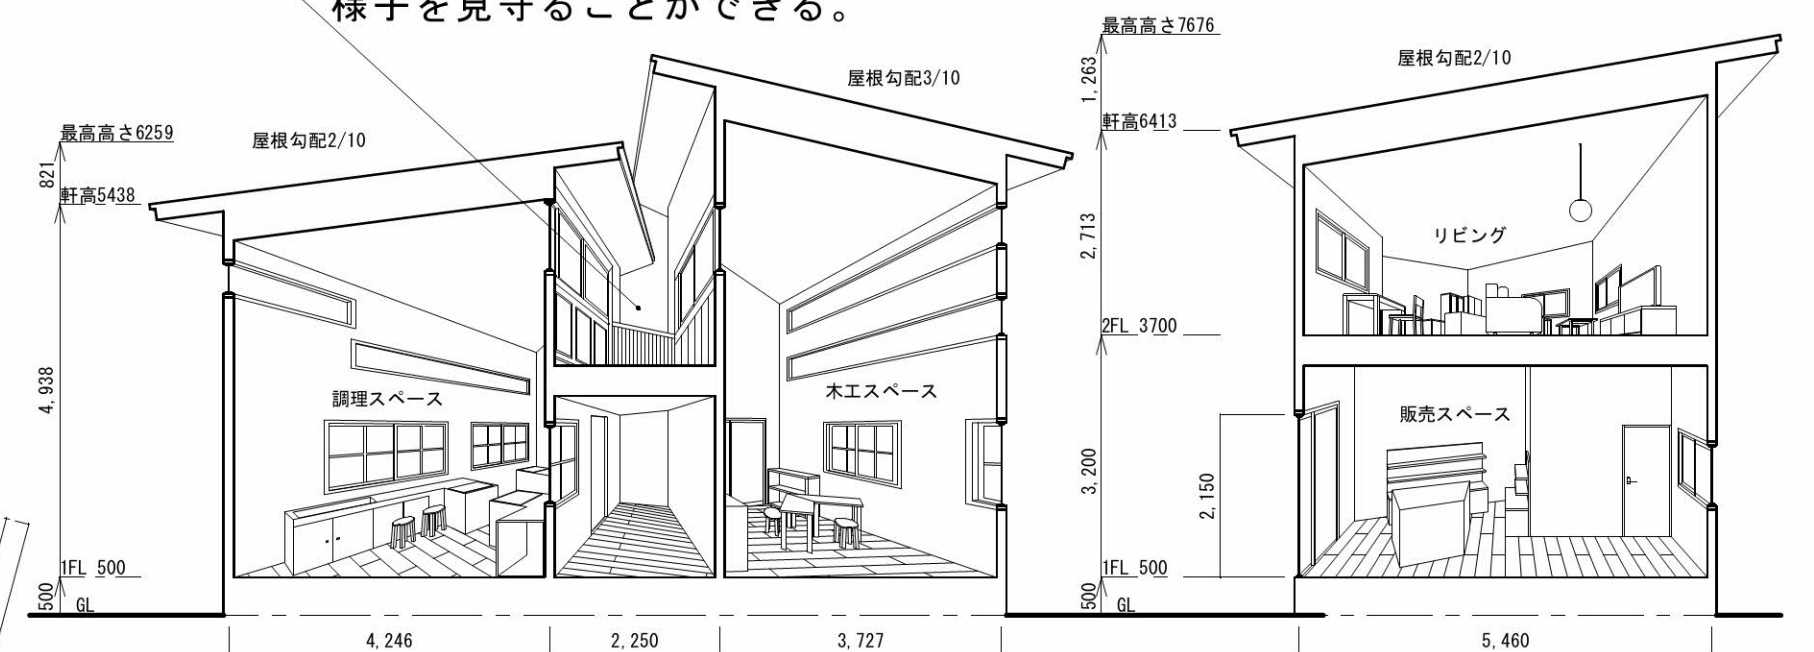 様子を見守ることができる。
最高高さ7676
屋根勾配2/10
1,263
軒高6413
屋根勾配3/10
最高高さ6259
屋根勾配2/10
821
軒高5438
2,713
リビング
2FL 3700
4,938
調理スペース
木工スペース
販売スペース
3,200
2,150
1FL 500
500
GL
1FL 500
500
GL
4,246
2,250
3,727
5,460